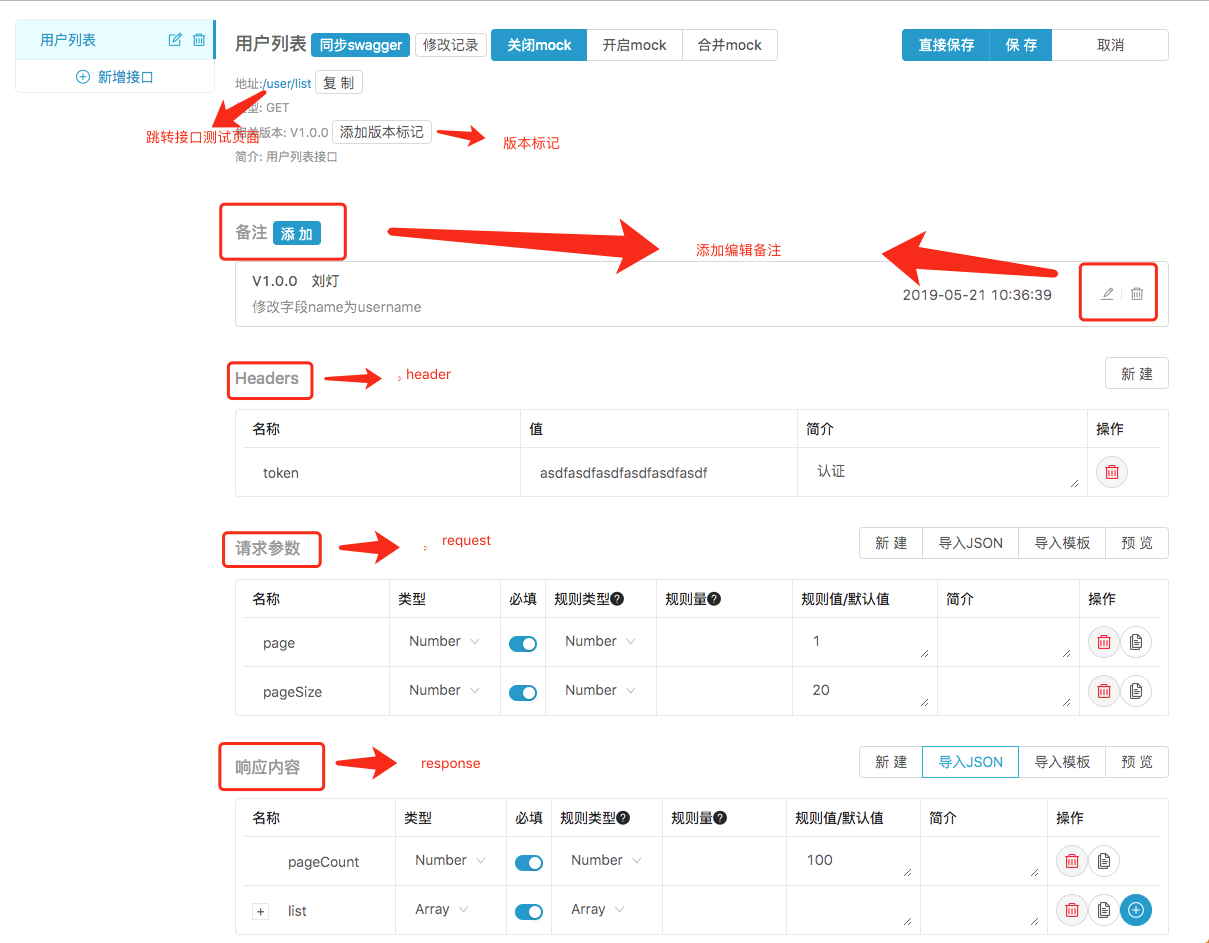 用户列表
新增接口
用户列表 同步swagger 修改记录 关闭mock 开启mock 合并mock 直接保存 保 存 取消
地址:/user/list 复 制
类型: GET
跳转接口测试页面
相关版本: V1.0.0 添加版本标记 版本标记
简介: 用户列表接口
备注 添 加 添加编辑备注
V1.0.0 刘灯
修改字段name为username
2019-05-21 10:36:39
Headers header 新 建
名称 值 简介 操作
token asdfasdfasdfasdfasdfasdf 认证
请求参数 request 新 建 导入JSON 导入模板 预 览
名称 类型 必填 规则类型? 规则量? 规则值/默认值 简介 操作
page Number Number 1
pageSize Number Number 20
响应内容 response 新 建 导入JSON 导入模板 预 览
名称 类型 必填 规则类型? 规则量? 规则值/默认值 简介 操作
pageCount Number Number 100
+ list Array Array